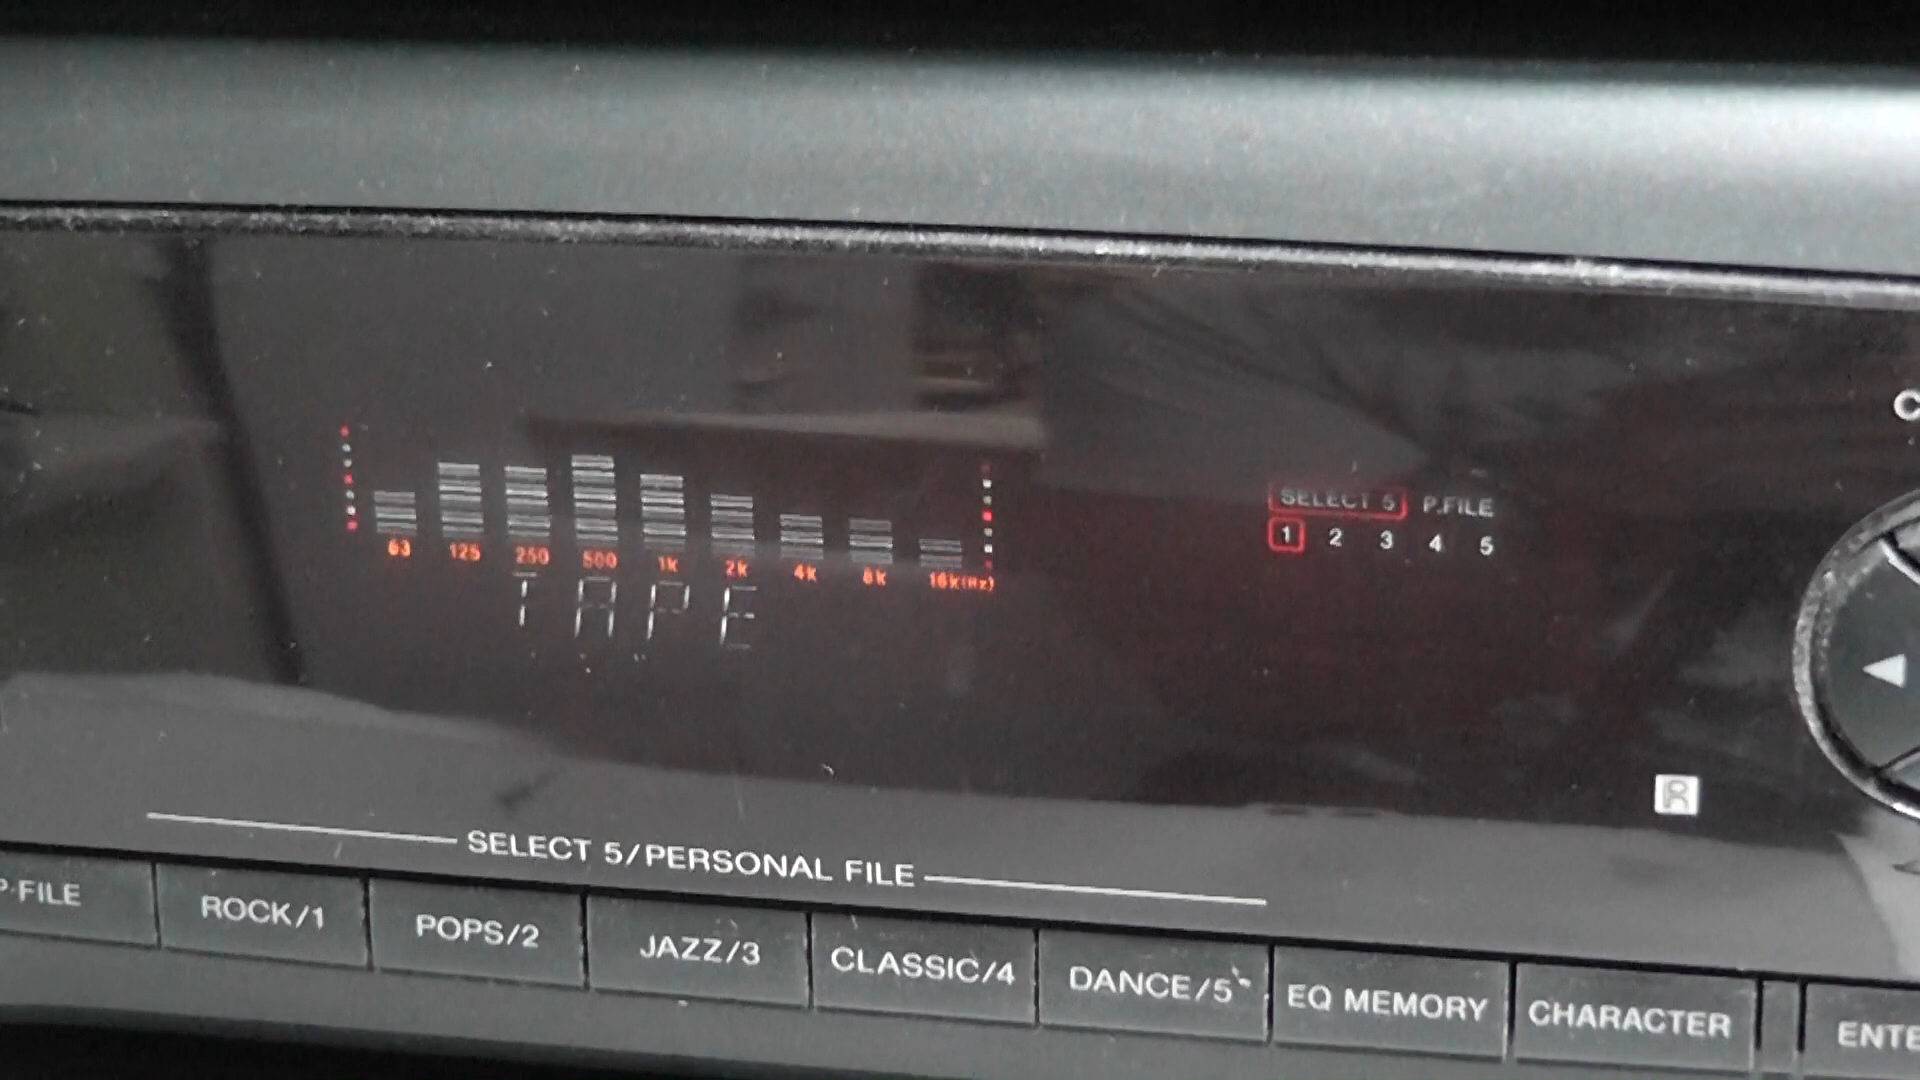 63 125 250 500 1K 2K 4K 8K 16K(Hz)
TAPE
SELECT 5 P.FILE
1 2 3 4 5
R
SELECT 5/PERSONAL FILE
P.FILE ROCK/1 POPS/2 JAZZ/3 CLASSIC/4 DANCE/5 EQ MEMORY CHARACTER ENTE